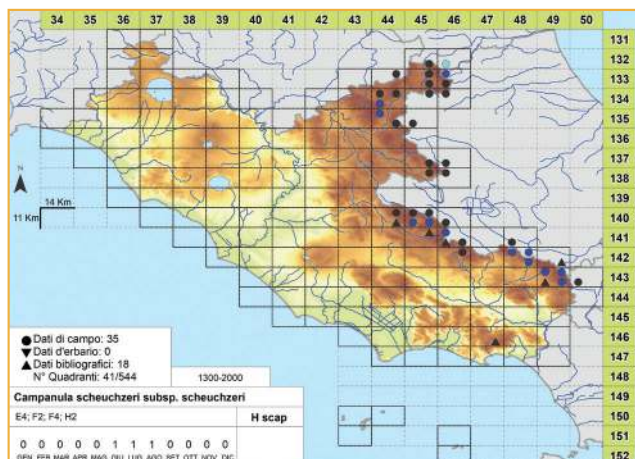 34 35 36 37 38 39 40 41 42 43 44 45 46 47 48 49 50
131
132
133
134
135
136
137
138
139
140
141
142
143
144
145
146
147
148
149
150
151
152
N
14 Km
11 Km
Dati di campo: 35
Dati d'erbario: 0
Dati bibliografici: 18
N° Quadranti: 41/544
1300-2000
Campanula scheuchzeri subsp. scheuchzeri
E4; F2; F4; H2
H scap
0 0 0 0 0 1 1 1 0 0 0 0
GEN FEB MAR APR MAG GIU LUG AGO SET OTT NOV DIC